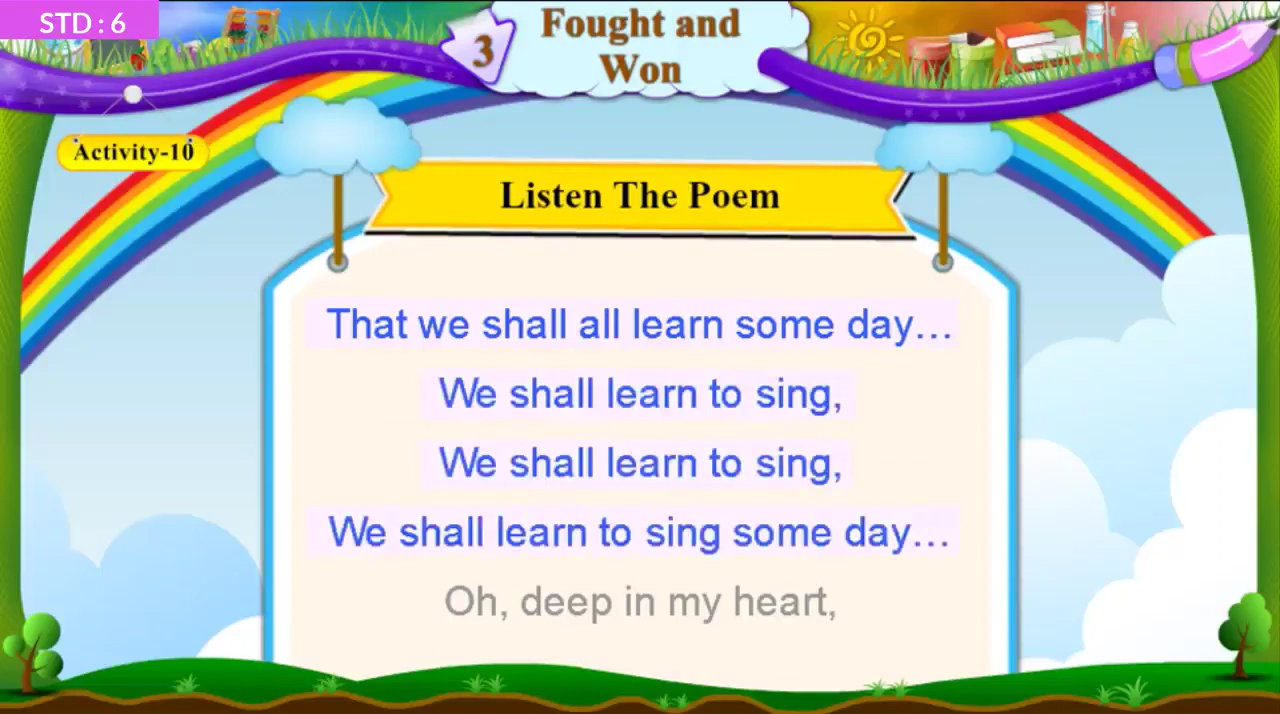 STD : 6
3
Fought and
Won
Activity-10
Listen The Poem
That we shall all learn some day...
We shall learn to sing,
We shall learn to sing,
We shall learn to sing some day...
Oh, deep in my heart,